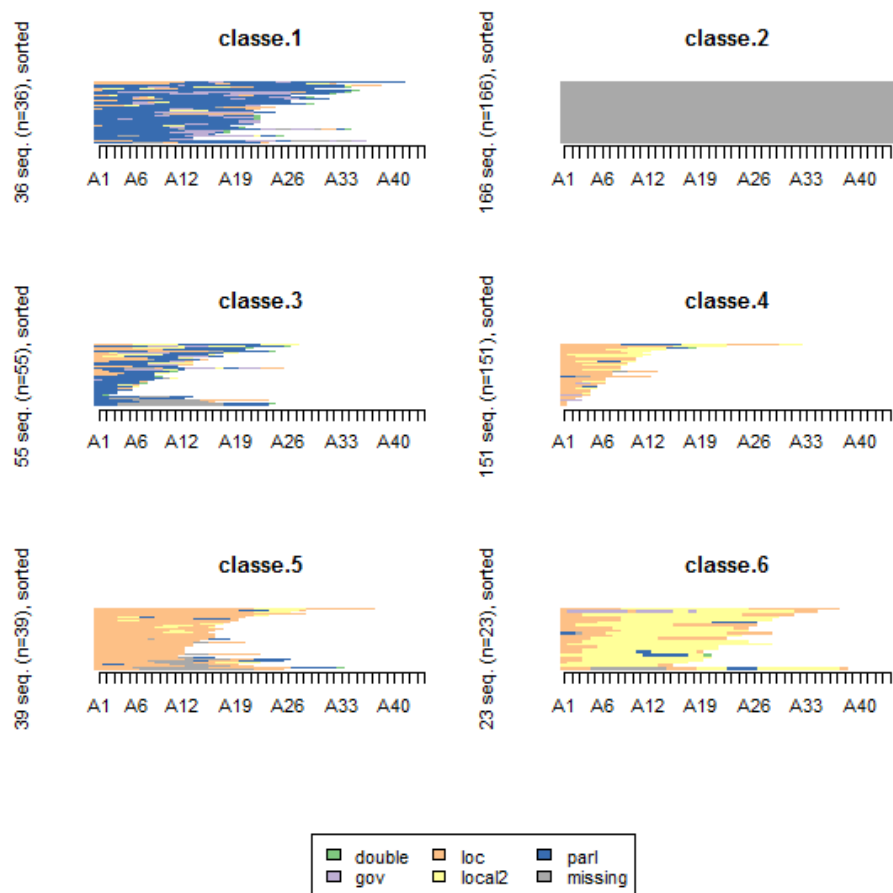 classe.1
36 seq. (n=36), sorted
A1 A6 A12 A19 A26 A33 A40
classe.2
166 seq. (n=166), sorted
A1 A6 A12 A19 A26 A33 A40
classe.3
55 seq. (n=55), sorted
A1 A6 A12 A19 A26 A33 A40
classe.4
151 seq. (n=151), sorted
A1 A6 A12 A19 A26 A33 A40
classe.5
39 seq. (n=39), sorted
A1 A6 A12 A19 A26 A33 A40
classe.6
23 seq. (n=23), sorted
A1 A6 A12 A19 A26 A33 A40
double loc parl
gov local2 missing